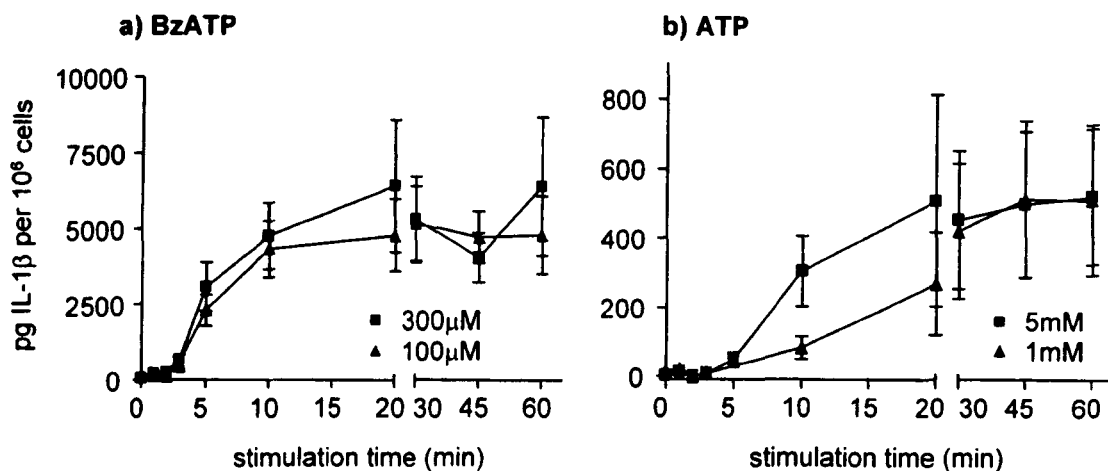 a) BzATP
b) ATP
pg IL-1β per 10⁶ cells
10000
7500
5000
2500
0
300µM
100µM
0 5 10 15 20 30 45 60
stimulation time (min)
800
600
400
200
0
5mM
1mM
0 5 10 15 20 30 45 60
stimulation time (min)